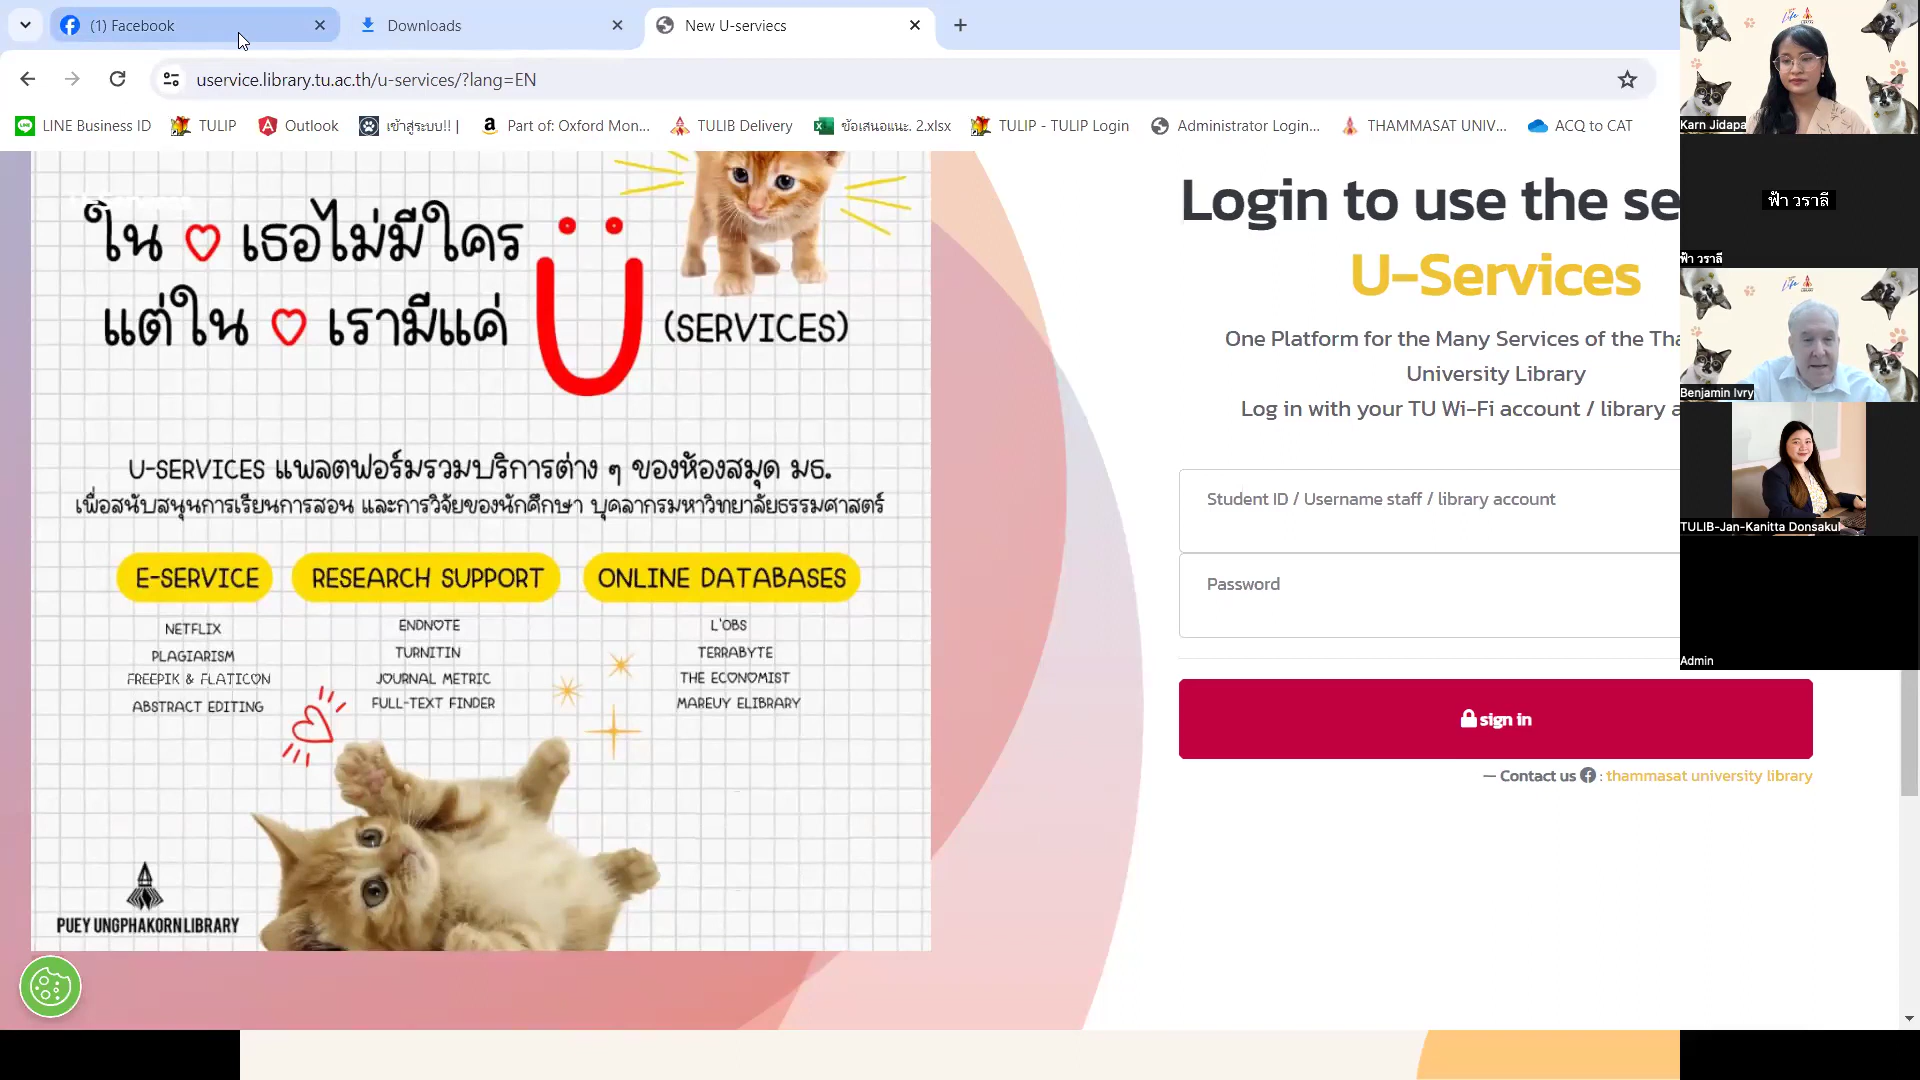 (1) Facebook
Downloads
New U-serviecs
uservice.library.tu.ac.th/u-services/?lang=EN
LINE Business ID
TULIP
Outlook
เข้าสู่ระบบ!! |
Part of: Oxford Mon...
TULIB Delivery
ข้อเสนอแนะ. 2.xlsx
TULIP - TULIP Login
Administrator Login...
THAMMASAT UNIV...
ACQ to CAT
U-Services
ใน เธอไม่มีใคร
แต่ใน เรามีแค่ U (SERVICES)
U-SERVICES แพลตฟอร์มรวมบริการต่าง ๆ ของห้องสมุด มธ.
เพื่อสนับสนุนการเรียนการสอน และการวิจัยของนักศึกษา บุคลากรมหาวิทยาลัยธรรมศาสตร์
E-SERVICE
NETFLIX
PLAGIARISM
FREEPIK & FLATICON
ABSTRACT EDITING
RESEARCH SUPPORT
ENDNOTE
TURNITIN
JOURNAL METRIC
FULL-TEXT FINDER
ONLINE DATABASES
L'OBS
TERRABYTE
THE ECONOMIST
MAREUY ELIBRARY
PUEY UNGPHAKORN LIBRARY
Login to use the se
U-Services
One Platform for the Many Services of the Tha
University Library
Log in with your TU Wi-Fi account / library a
Student ID / Username staff / library account
Password
sign in
— Contact us : thammasat university library
Karn Jidapa
ฟ้า วราลี
ฟ้า วราลี
Benjamin Ivry
TULIB-Jan-Kanitta Donsakul
Admin